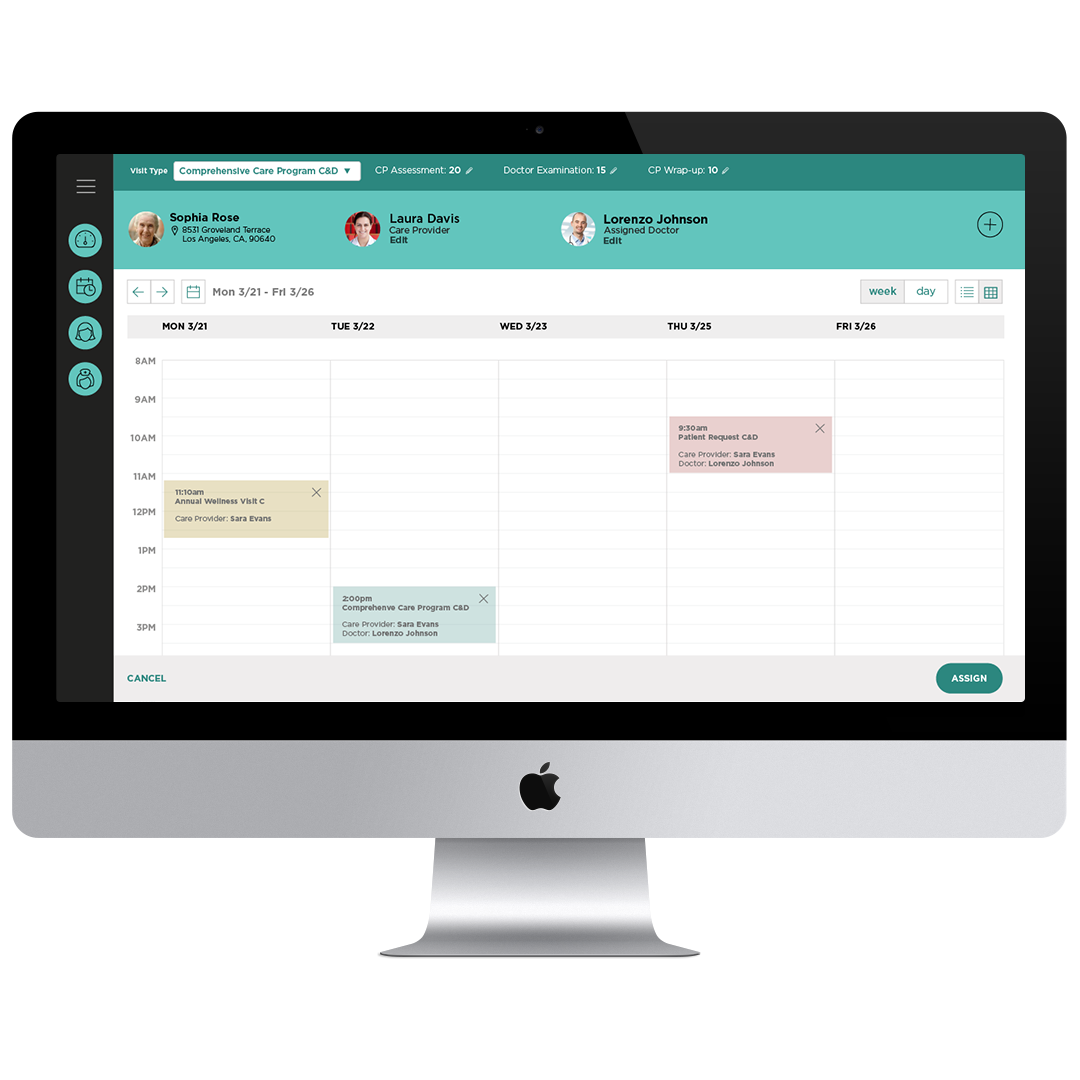 Visit Type Comprehensive Care Program C&D CP Assessment: 20 Doctor Examination: 15 CP Wrap-up: 10
Sophia Rose
8531 Groveland Terrace
Los Angeles, CA, 90640
Laura Davis
Care Provider
Edit
Lorenzo Johnson
Assigned Doctor
Edit
Mon 3/21 - Fri 3/26
week day
MON 3/21 TUE 3/22 WED 3/23 THU 3/25 FRI 3/26
8AM
9AM
10AM
11AM
12PM
1PM
2PM
3PM
9:30am
Patient Request C&D
Care Provider: Sara Evans
Doctor: Lorenzo Johnson
11:10am
Annual Wellness Visit C
Care Provider: Sara Evans
2:00pm
Comprehenve Care Program C&D
Care Provider: Sara Evans
Doctor: Lorenzo Johnson
CANCEL ASSIGN